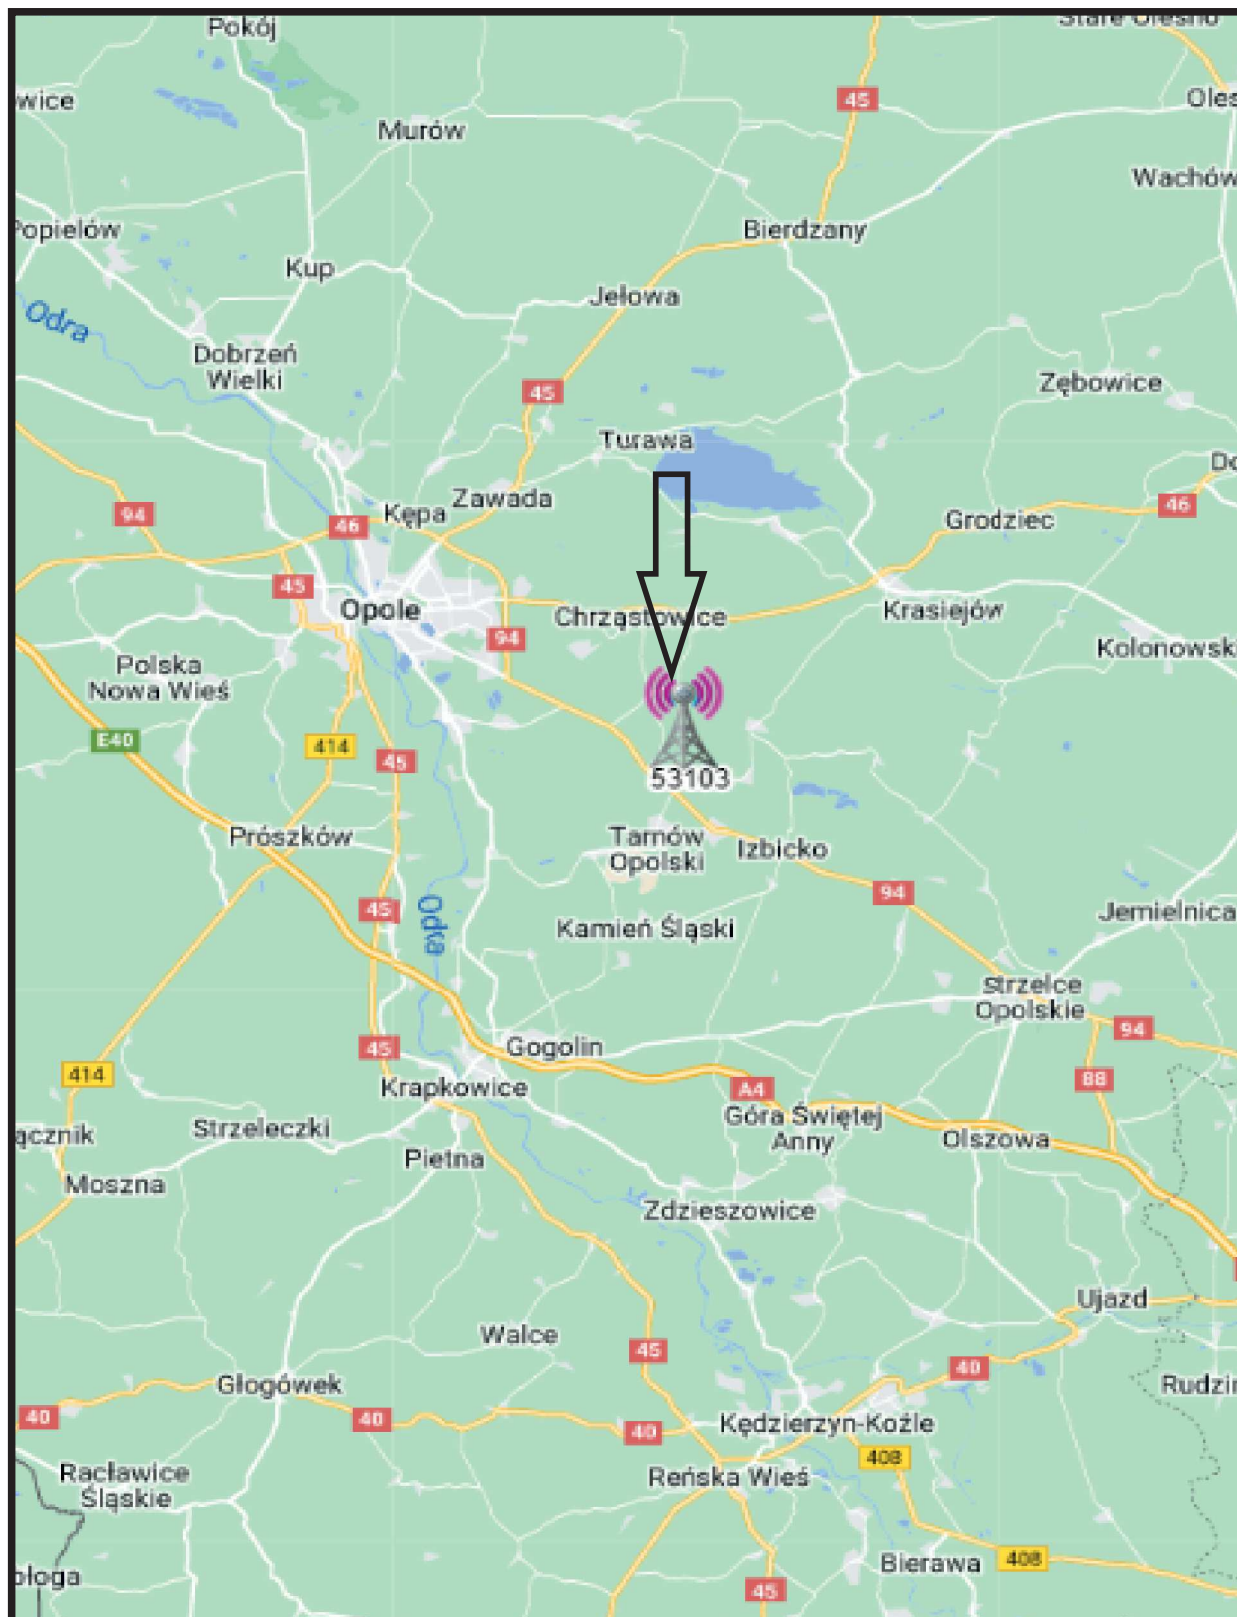 Pokój
Stare Olesno
wice
45
Oles
Murów
Wachów
Popielów
Bierdzany
Kup
Jełowa
Odra
Dobrzeń
Wielki
Zębowice
45
Turawa
Do
Zawada
46
94
Kępa
Grodziec
46
45
Opole
Chrząstowice
Krasiejów
94
Kolonowsk
Polska
Nowa Wieś
E40
414
45
53103
Prószków
Tarnów
Opolski
Izbicko
94
45
Odra
Jemielnica
Kamień Śląski
Strzelce
Opolskie
94
45
Gogolin
414
88
Krapkowice
A4
Góra Świętej
Anny
Strzeleczki
ącznik
Olszowa
Pietna
Moszna
Zdzieszowice
Ujazd
Walce
45
40
Głogówek
Rudzi
40
40
40
Kędzierzyn-Koźle
408
Racławice
Śląskie
Reńska Wieś
Bierawa
408
ołoga
45